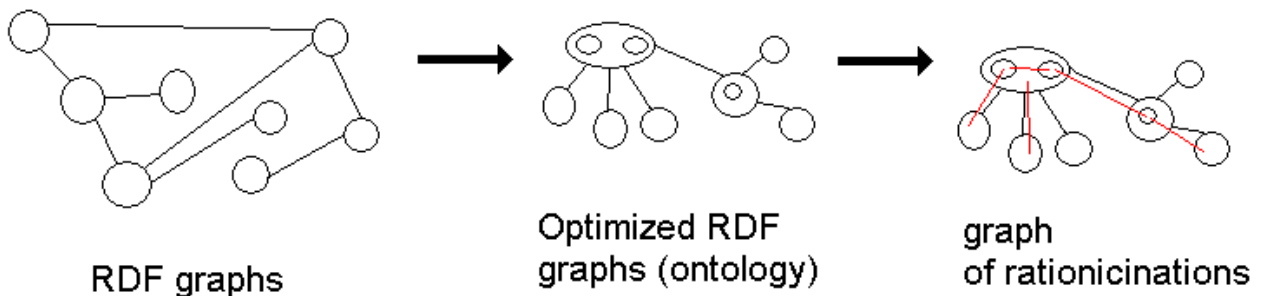 RDF graphs
Optimized RDF
graphs (ontology)
graph
of rationicinations